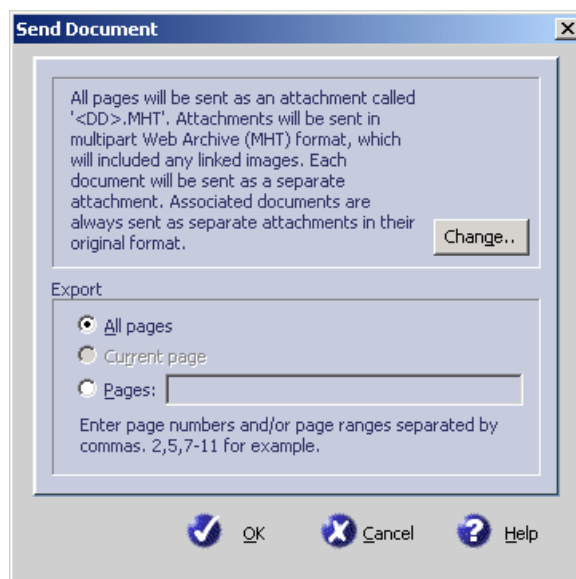 Send Document
All pages will be sent as an attachment called
'<DD>.MHT'. Attachments will be sent in
multipart Web Archive (MHT) format, which
will included any linked images. Each
document will be sent as a separate
attachment. Associated documents are
always sent as separate attachments in their
original format.
Change..
Export
All pages
Current page
Pages:
Enter page numbers and/or page ranges separated by
commas. 2,5,7-11 for example.
OK Cancel Help